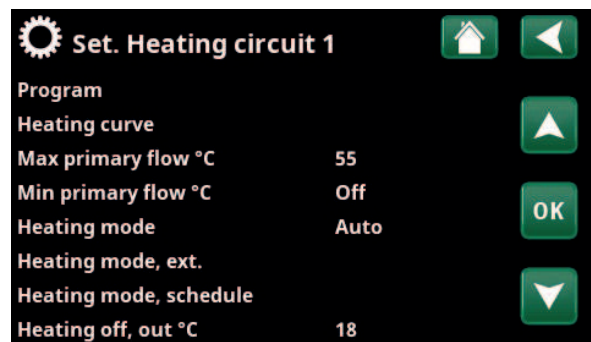 Set. Heating circuit 1
Program
Heating curve
Max primary flow °C 55
Min primary flow °C Off
Heating mode Auto
OK
Heating mode, ext.
Heating mode, schedule
Heating off, out °C 18